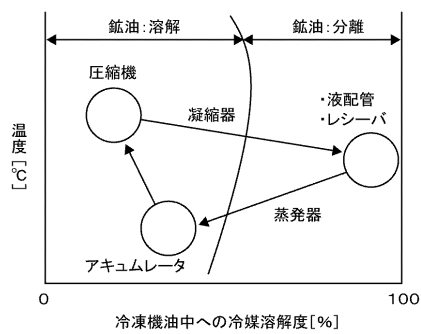 鉱油:溶解
鉱油:分離
圧縮機
・液配管
・レシーバ
凝縮器
温度[℃]
蒸発器
アキュムレータ
0
100
冷凍機油中への冷媒溶解度[%]